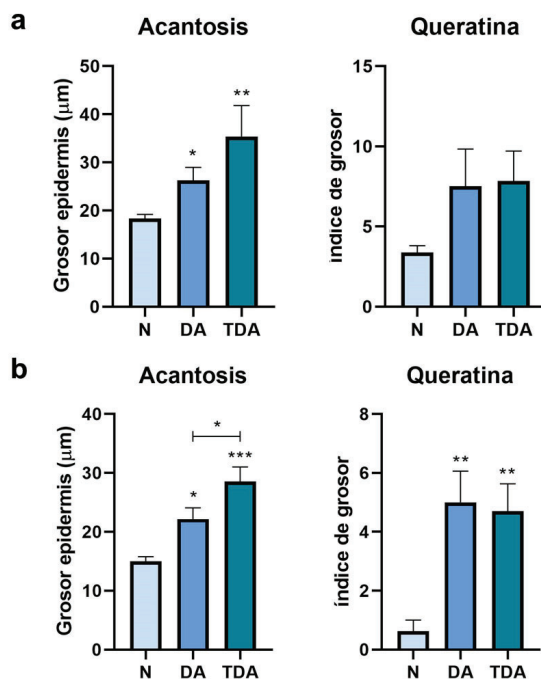 a
Acantosis
Grosor epidermis (μm)
50
40
30
20
10
0
*
**
N DA TDA
Queratina
índice de grosor
15
10
5
0
N DA TDA
b
Acantosis
Grosor epidermis (μm)
40
30
20
10
0
*
*
***
N DA TDA
Queratina
índice de grosor
8
6
4
2
0
**
**
N DA TDA